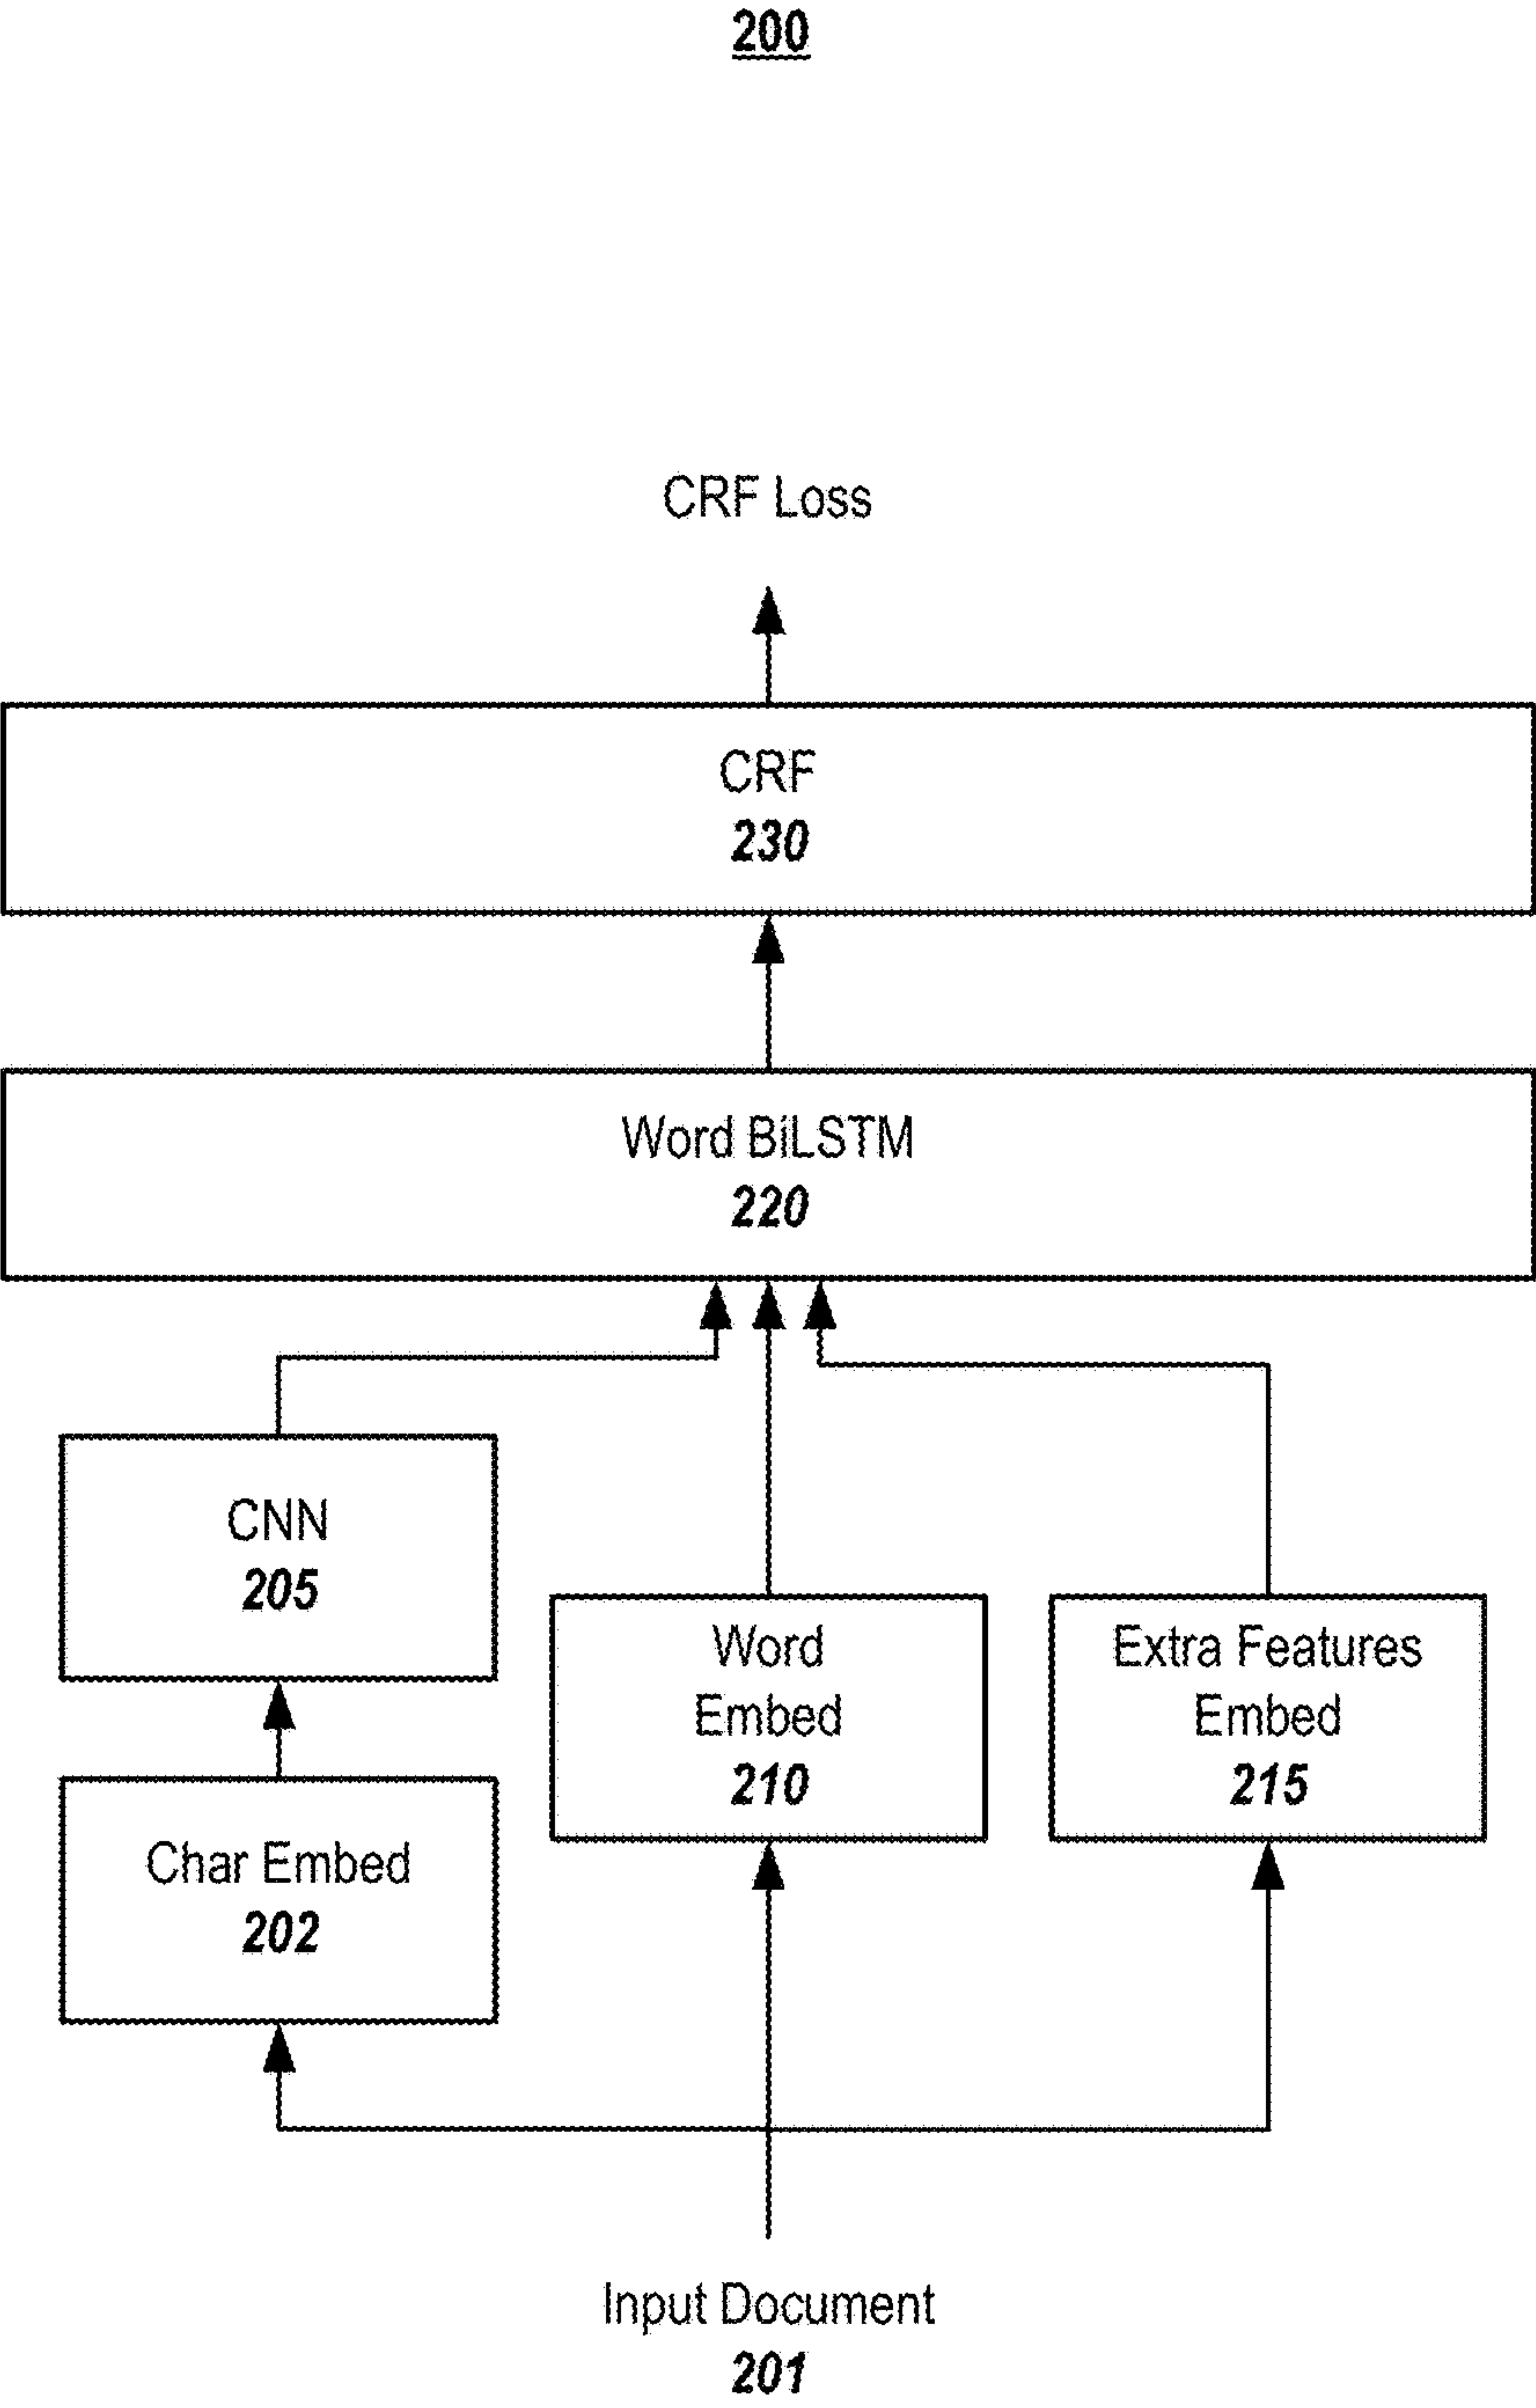 200
CRF Loss
CRF
230
Word BiLSTM
220
CNN
205
Word
Embed
210
Extra Features
Embed
215
Char Embed
202
Input Document
201